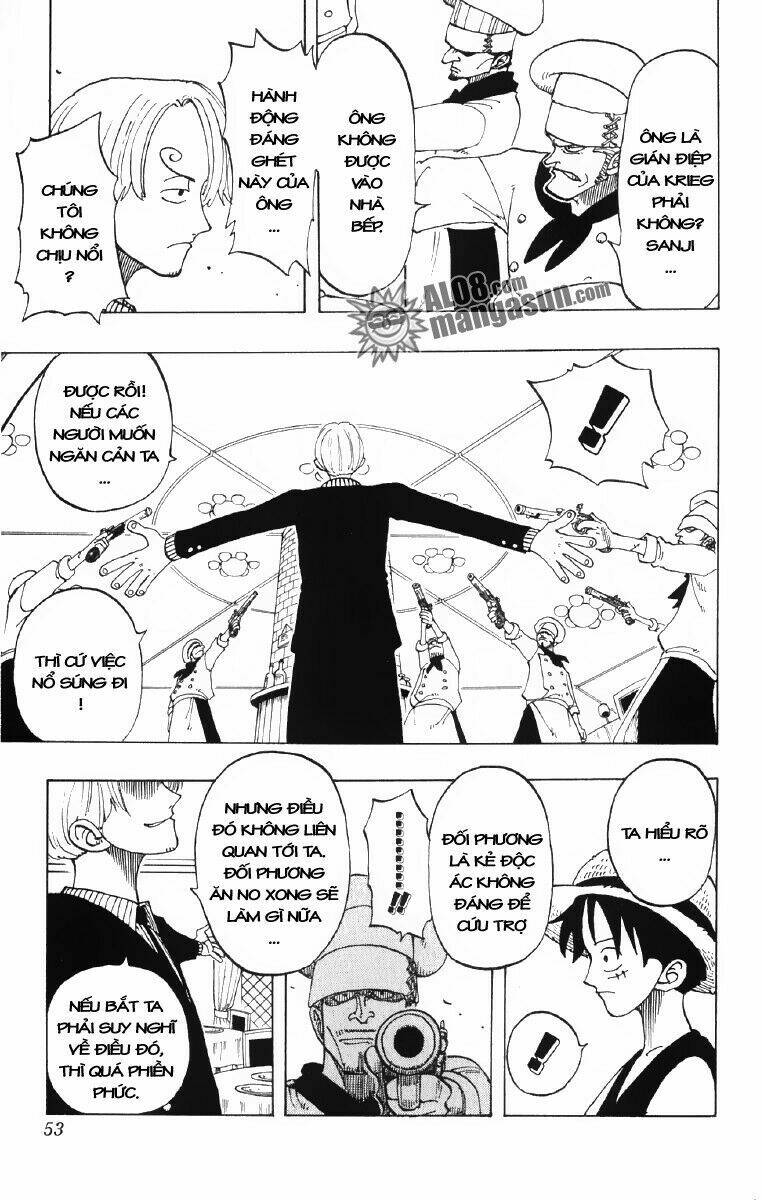 ÔNG LÀ
GIÁN ĐIỆP
CỦA KRIEG
PHẢI
KHÔNG?
SANJI
...
ÔNG
KHÔNG
ĐƯỢC
VÀO
NHÀ
BẾP.
HÀNH
ĐỘNG
ĐÁNG
GHÉT
NÀY CỦA
ÔNG
...
CHÚNG
TÔI
KHÔNG
CHỊU NỔI
?
AL08.com
mangasun.com
!!
ĐƯỢC RỒI!
NẾU CÁC
NGƯỜI MUỐN
NGĂN CẢN TA
...
THÌ CỨ VIỆC
NỔ SÚNG ĐI
!
TA HIỂU RÕ
...
!!
ĐỐI PHƯƠNG
LÀ KẺ ĐỘC
ÁC KHÔNG
ĐÁNG ĐỂ
CỨU TRỢ
.........!!
NHƯNG ĐIỀU
ĐÓ KHÔNG LIÊN
QUAN TỚI TA.
ĐỐI PHƯƠNG
ĂN NO XONG SẼ
LÀM GÌ NỮA
...
NẾU BẮT TA
PHẢI SUY NGHĨ
VỀ ĐIỀU ĐÓ,
THÌ QUÁ PHIỀN
PHỨC.
53